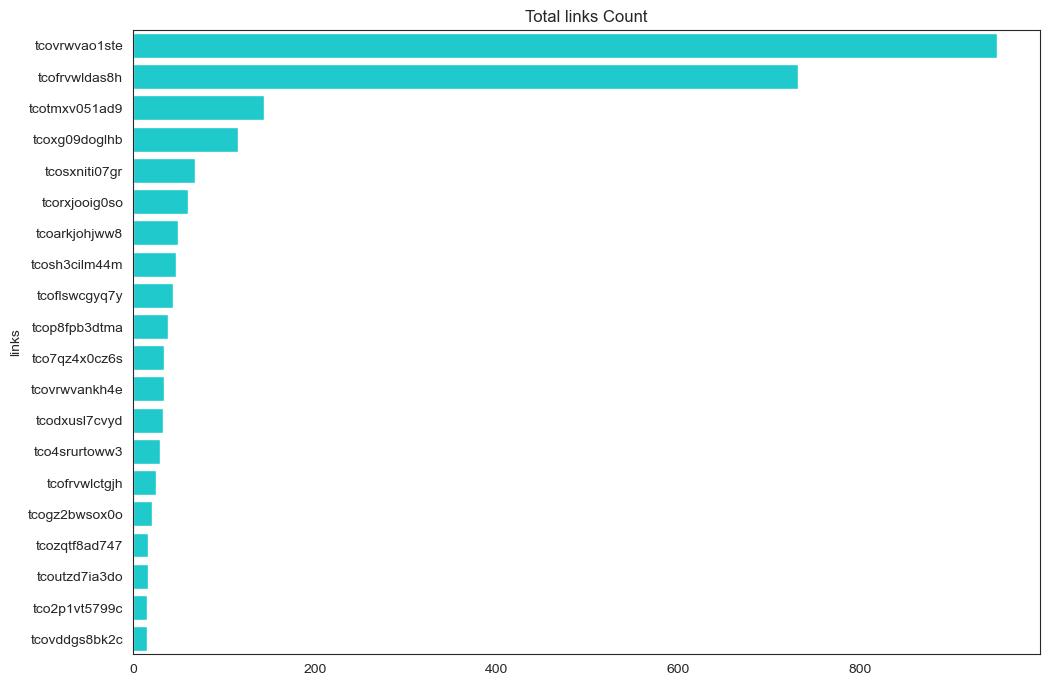 Total links Count
links
tcovrwvao1ste
tcofrvwldas8h
tcotmxv051ad9
tcoxg09doglhb
tcosxniti07gr
tcorxjooig0so
tcoarkjohjww8
tcosh3cilm44m
tcoflswcgyq7y
tcop8fpb3dtma
tco7qz4x0cz6s
tcovrwvankh4e
tcodxusl7cvyd
tco4srurtoww3
tcofrvwlctgjh
tcogz2bwsox0o
tcozqtf8ad747
tcoutzd7ia3do
tco2p1vt5799c
tcovddgs8bk2c
0 200 400 600 800